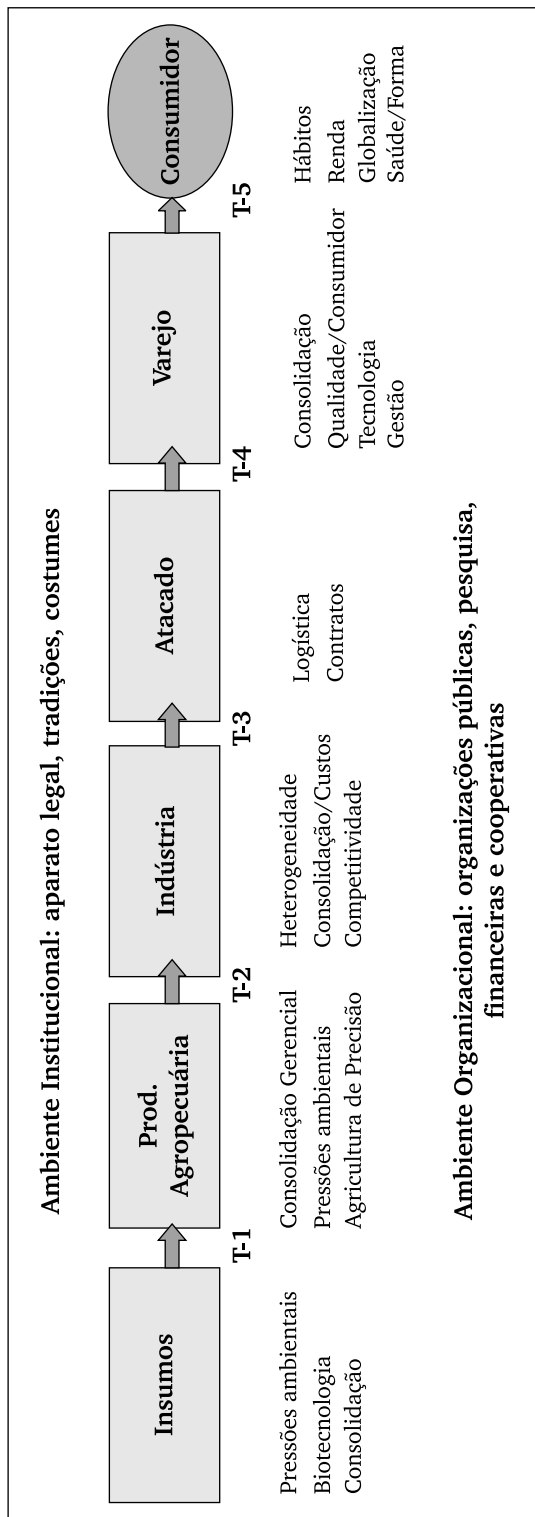 Ambiente Institucional: aparato legal, tradições, costumes
Insumos
Prod.
Agropecuária
Indústria
Atacado
Varejo
Consumidor
T-1
T-2
T-3
T-4
T-5
Pressões ambientais
Biotecnologia
Consolidação
Consolidação Gerencial
Pressões ambientais
Agricultura de Precisão
Heterogeneidade
Consolidação/Custos
Competitividade
Logística
Contratos
Consolidação
Qualidade/Consumidor
Tecnologia
Gestão
Hábitos
Renda
Globalização
Saúde/Forma
Ambiente Organizacional: organizações públicas, pesquisa,
financeiras e cooperativas